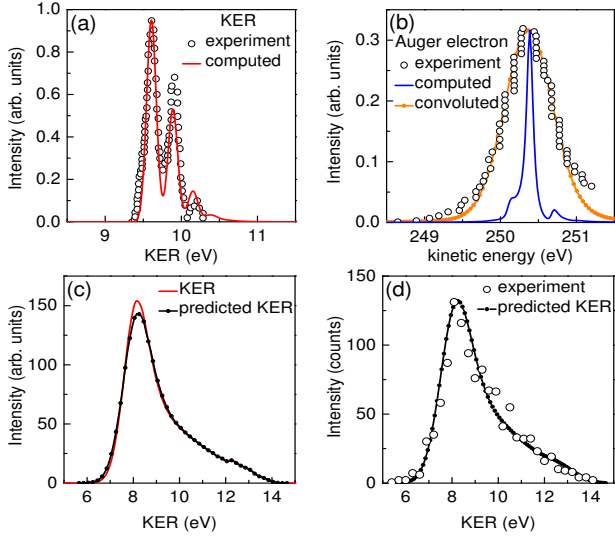 (a)
KER
experiment
computed
Intensity (arb. units)
1.0
0.8
0.6
0.4
0.2
0.0
9 10 11
KER (eV)
(b)
Auger electron
experiment
computed
convoluted
Intensity (arb. units)
0.3
0.2
0.1
0.0
249 250 251
kinetic energy (eV)
(c)
KER
predicted KER
Intensity (arb. units)
150
100
50
0
6 8 10 12 14
KER (eV)
(d)
experiment
predicted KER
Intensity (counts)
150
100
50
0
6 8 10 12 14
KER (eV)